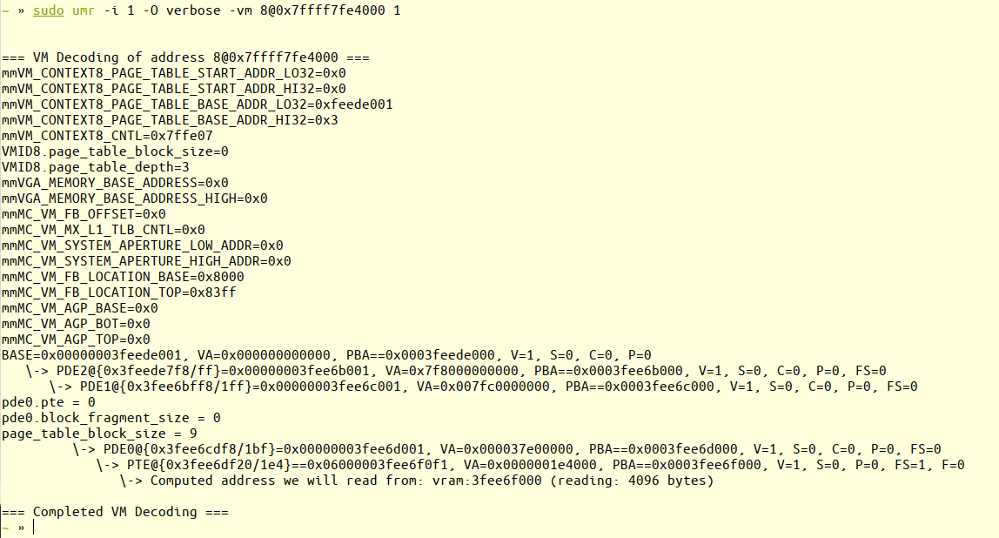 ~ » sudo umr -i 1 -O verbose -vm 8@0x7ffff7fe4000 1
=== VM Decoding of address 8@0x7ffff7fe4000 ===
mmVM_CONTEXT8_PAGE_TABLE_START_ADDR_LO32=0x0
mmVM_CONTEXT8_PAGE_TABLE_START_ADDR_HI32=0x0
mmVM_CONTEXT8_PAGE_TABLE_BASE_ADDR_LO32=0xfeede001
mmVM_CONTEXT8_PAGE_TABLE_BASE_ADDR_HI32=0x3
mmVM_CONTEXT8_CNTL=0x7ffe07
VMID8.page_table_block_size=0
VMID8.page_table_depth=3
mmVGA_MEMORY_BASE_ADDRESS=0x0
mmVGA_MEMORY_BASE_ADDRESS_HIGH=0x0
mmMC_VM_FB_OFFSET=0x0
mmMC_VM_MX_L1_TLB_CNTL=0x0
mmMC_VM_SYSTEM_APERTURE_LOW_ADDR=0x0
mmMC_VM_SYSTEM_APERTURE_HIGH_ADDR=0x0
mmMC_VM_FB_LOCATION_BASE=0x8000
mmMC_VM_FB_LOCATION_TOP=0x83ff
mmMC_VM_AGP_BASE=0x0
mmMC_VM_AGP_BOT=0x0
mmMC_VM_AGP_TOP=0x0
BASE=0x00000003feede001, VA=0x000000000000, PBA==0x0003feede000, V=1, S=0, C=0, P=0
\-> PDE2@{0x3feede7f8/ff}=0x00000003fee6b001, VA=0x7f8000000000, PBA==0x0003fee6b000, V=1, S=0, C=0, P=0, FS=0
\-> PDE1@{0x3fee6bff8/1ff}=0x00000003fee6c001, VA=0x007fc0000000, PBA==0x0003fee6c000, V=1, S=0, C=0, P=0, FS=0
pde0.pte = 0
pde0.block_fragment_size = 0
page_table_block_size = 9
\-> PDE0@{0x3fee6cdf8/1bf}=0x00000003fee6d001, VA=0x000037e00000, PBA==0x0003fee6d000, V=1, S=0, C=0, P=0, FS=0
\-> PTE@{0x3fee6df20/1e4}==0x06000003fee6f0f1, VA=0x0000001e4000, PBA==0x0003fee6f000, V=1, S=0, P=0, FS=1, F=0
\-> Computed address we will read from: vram:3fee6f000 (reading: 4096 bytes)
=== Completed VM Decoding ===
~ »